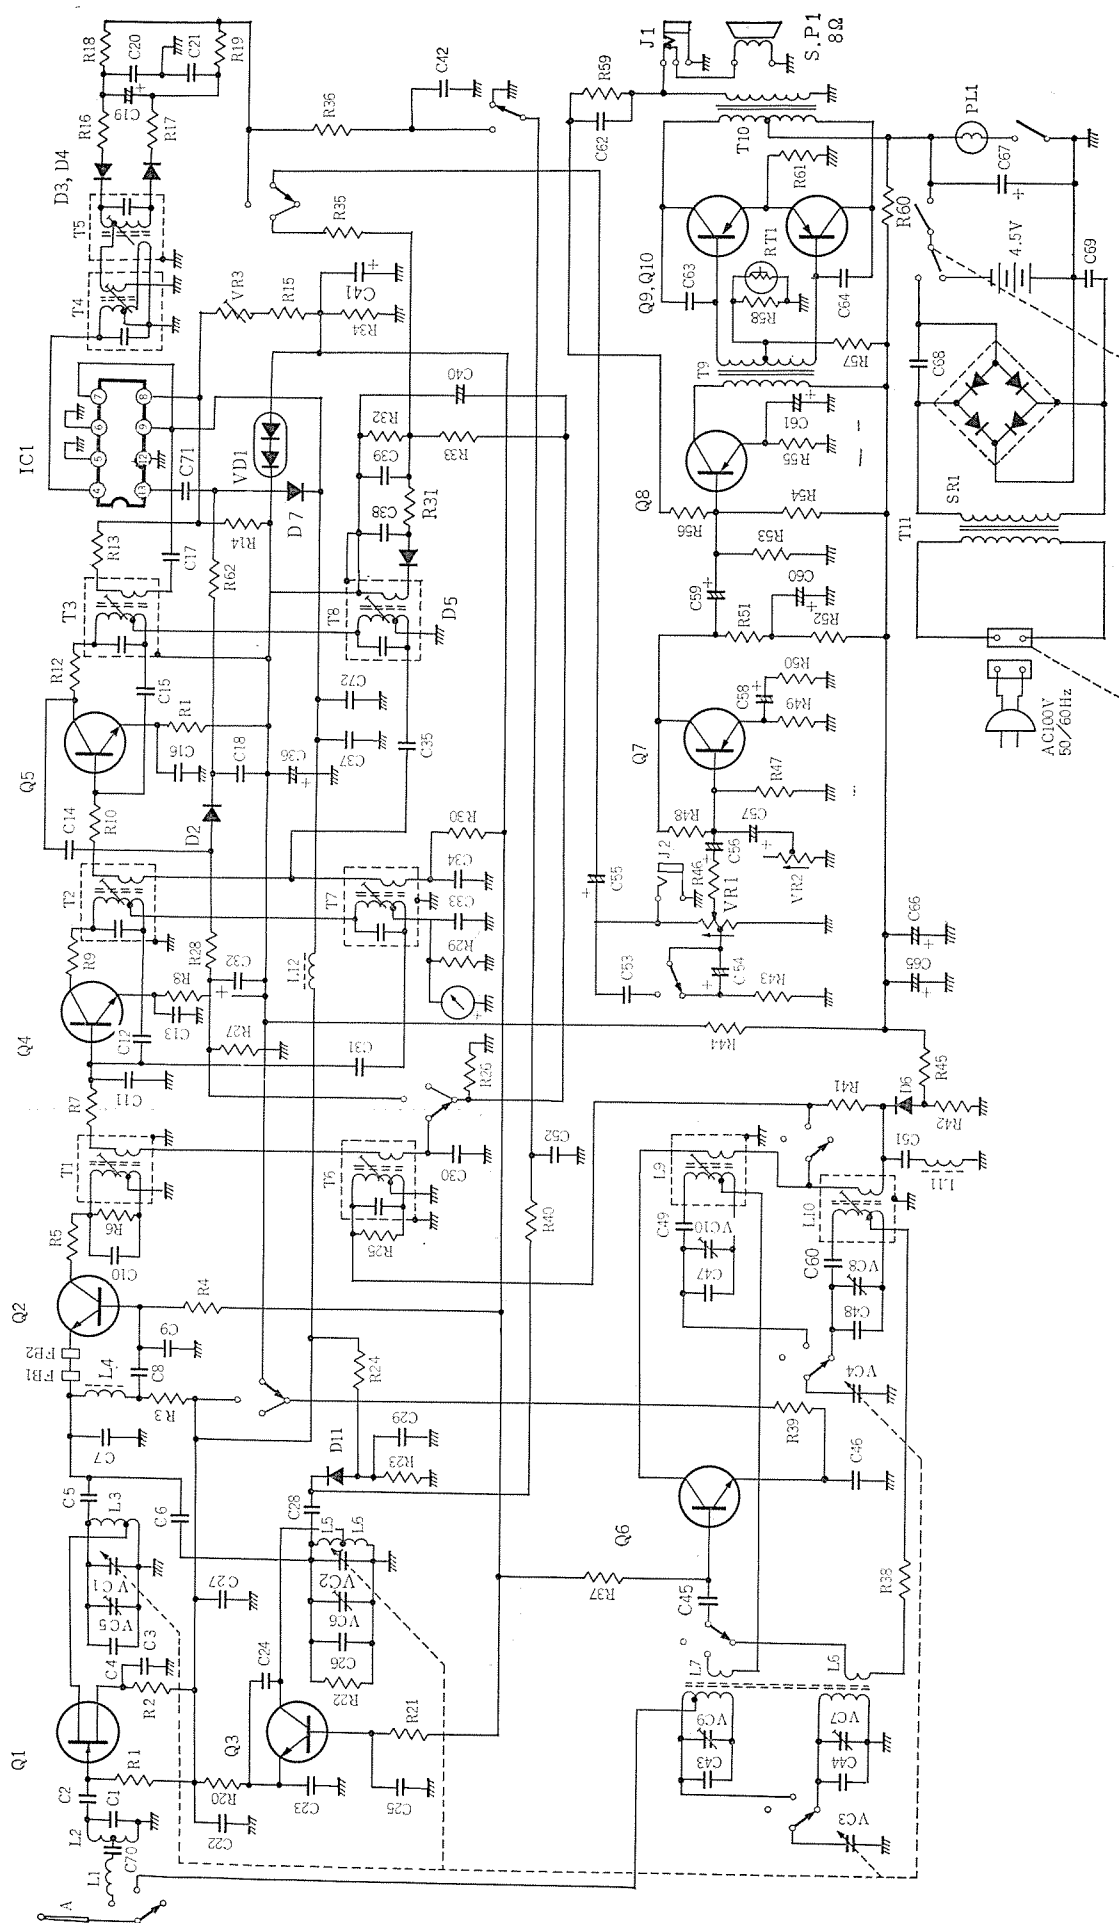 A
L1
C70
L2
C1
C2
R1
Q1
R2
C3
C4
VC5
VC1
L3
C5
C7
C6
FB1
FB2
L4
R3
C8
C9
Q2
R4
R5
C10
R6
T1
R7
C11
Q4
C12
C13
R8
R9
T2
R10
C14
Q5
C15
C16
R1
R12
T3
R13
C17
IC1
4
5
6
7
13
12
9
8
C71
T4
T5
D3, D4
R16
R17
C19
R18
C20
C21
R19
C22
R20
C23
Q3
C24
C25
R21
R22
C26
VC6
VC2
L5
L6
C27
C28
D11
R23
C29
R24
T6
R25
C30
R26
C31
R27
C32
R28
L12
D2
C18
C36
R62
R14
D7
VD1
VR3
R15
C41
R34
R35
R36
C42
T7
R29
C33
C34
R30
C35
C37
C72
T8
D5
C38
R31
C39
R32
R33
C40
R40
C52
VC3
C44
VC7
C43
VC9
L7
L6
C45
R37
Q6
R38
R39
C46
VC4
C48
VC8
C60
L10
C47
VC10
C49
L9
R41
D6
R42
C51
L11
R45
R44
C53
C54
R43
C55
VR1
R46
J2
C56
R48
C57
VR2
R47
Q7
C58
R49
R50
R51
R52
C60
C59
R53
R54
R56
Q8
R55
C61
T9
R57
R58
RT1
C63
C64
Q9, Q10
R61
T10
C62
R59
J1
S.P1
8Ω
R60
PL1
C67
4.5V
C69
C68
SR1
T11
C65
C66
AC100V
50/60Hz